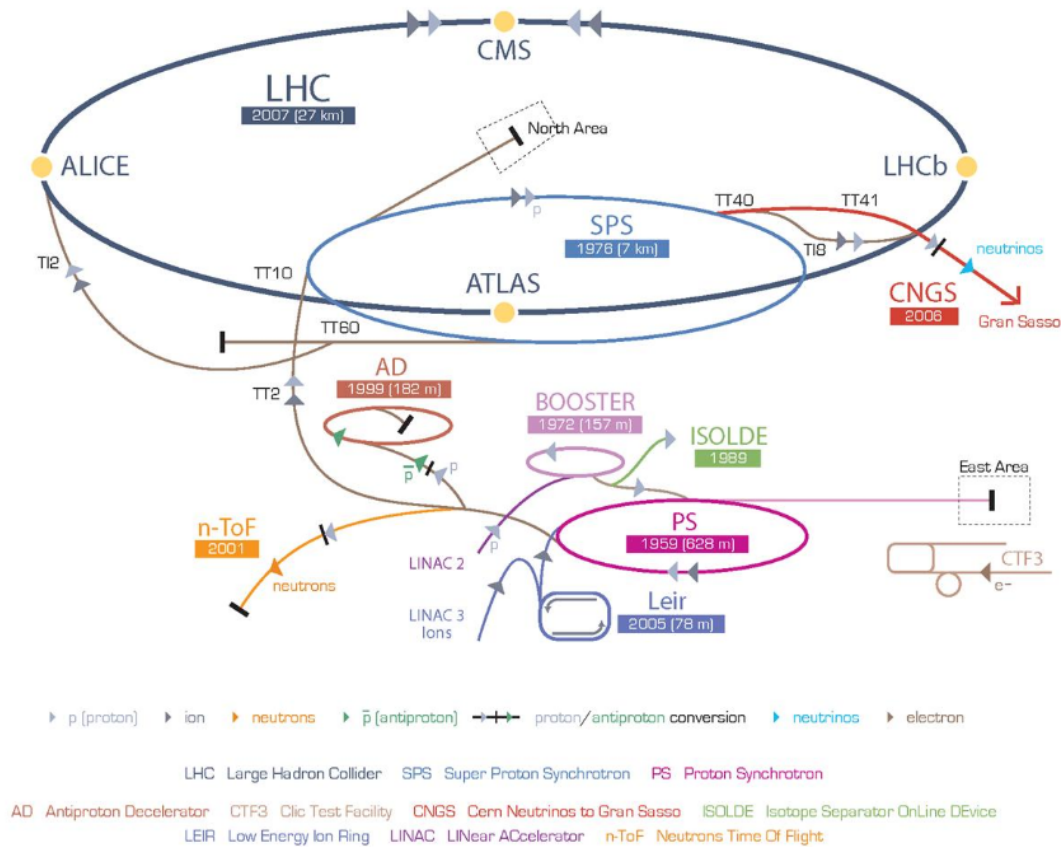 CMS
LHC
2007 (27 km)
North Area
ALICE
LHCb
TT40
TT41
SPS
1976 (7 km)
p
TI8
neutrinos
TI2
TT10
ATLAS
CNGS
2006
Gran Sasso
TT60
AD
1999 (182 m)
TT2
BOOSTER
1972 (157 m)
ISOLDE
1989
p̄
p
East Area
n-ToF
2001
PS
1959 (628 m)
p
LINAC 2
neutrons
CTF3
e–
LINAC 3
Ions
Leir
2005 (78 m)
p (proton) ion neutrons p̄ (antiproton) proton/antiproton conversion neutrinos electron
LHC Large Hadron Collider SPS Super Proton Synchrotron PS Proton Synchrotron
AD Antiproton Decelerator CTF3 Clic Test Facility CNGS Cern Neutrinos to Gran Sasso ISOLDE Isotope Separator OnLine DEvice
LEIR Low Energy Ion Ring LINAC LINear ACcelerator n-ToF Neutrons Time Of Flight